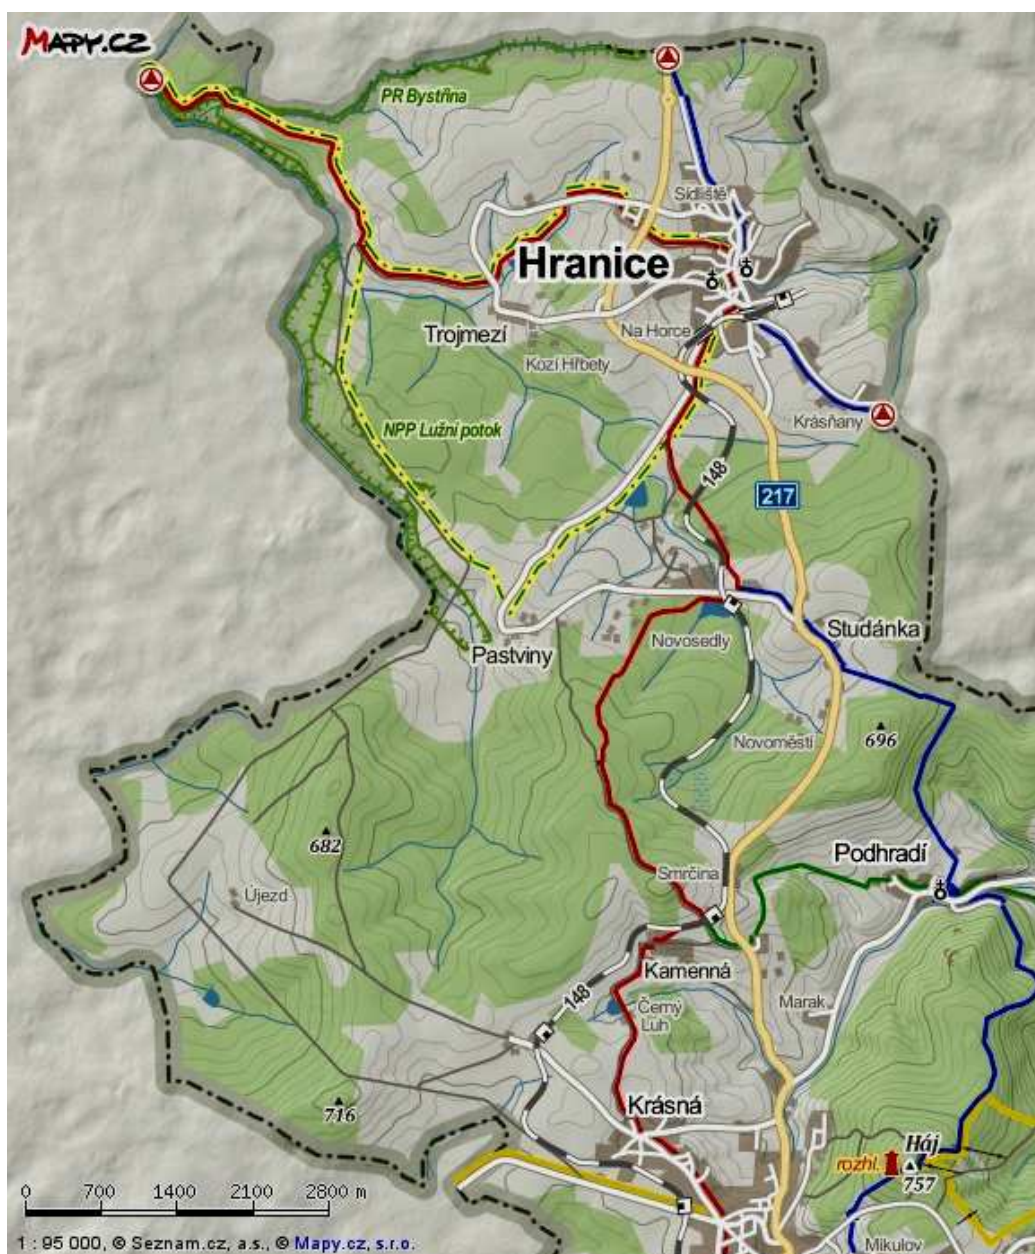 MAPY.CZ
PR Bystřina
Sídliště
Hranice
Trojmezí
Na Horce
Kozí Hřbety
Krásňany
NPP Lužní potok
148
217
Studánka
Novosedly
Pastviny
696
Novoměstí
682
Podhradí
Smrčina
Újezd
Kamenná
148
Černý
Luh
Marak
716
Krásná
Háj
rozhl.
757
0 700 1400 2100 2800 m
1 : 95 000, © Seznam.cz, a.s., © Mapy.cz, s.r.o.
Mikulov